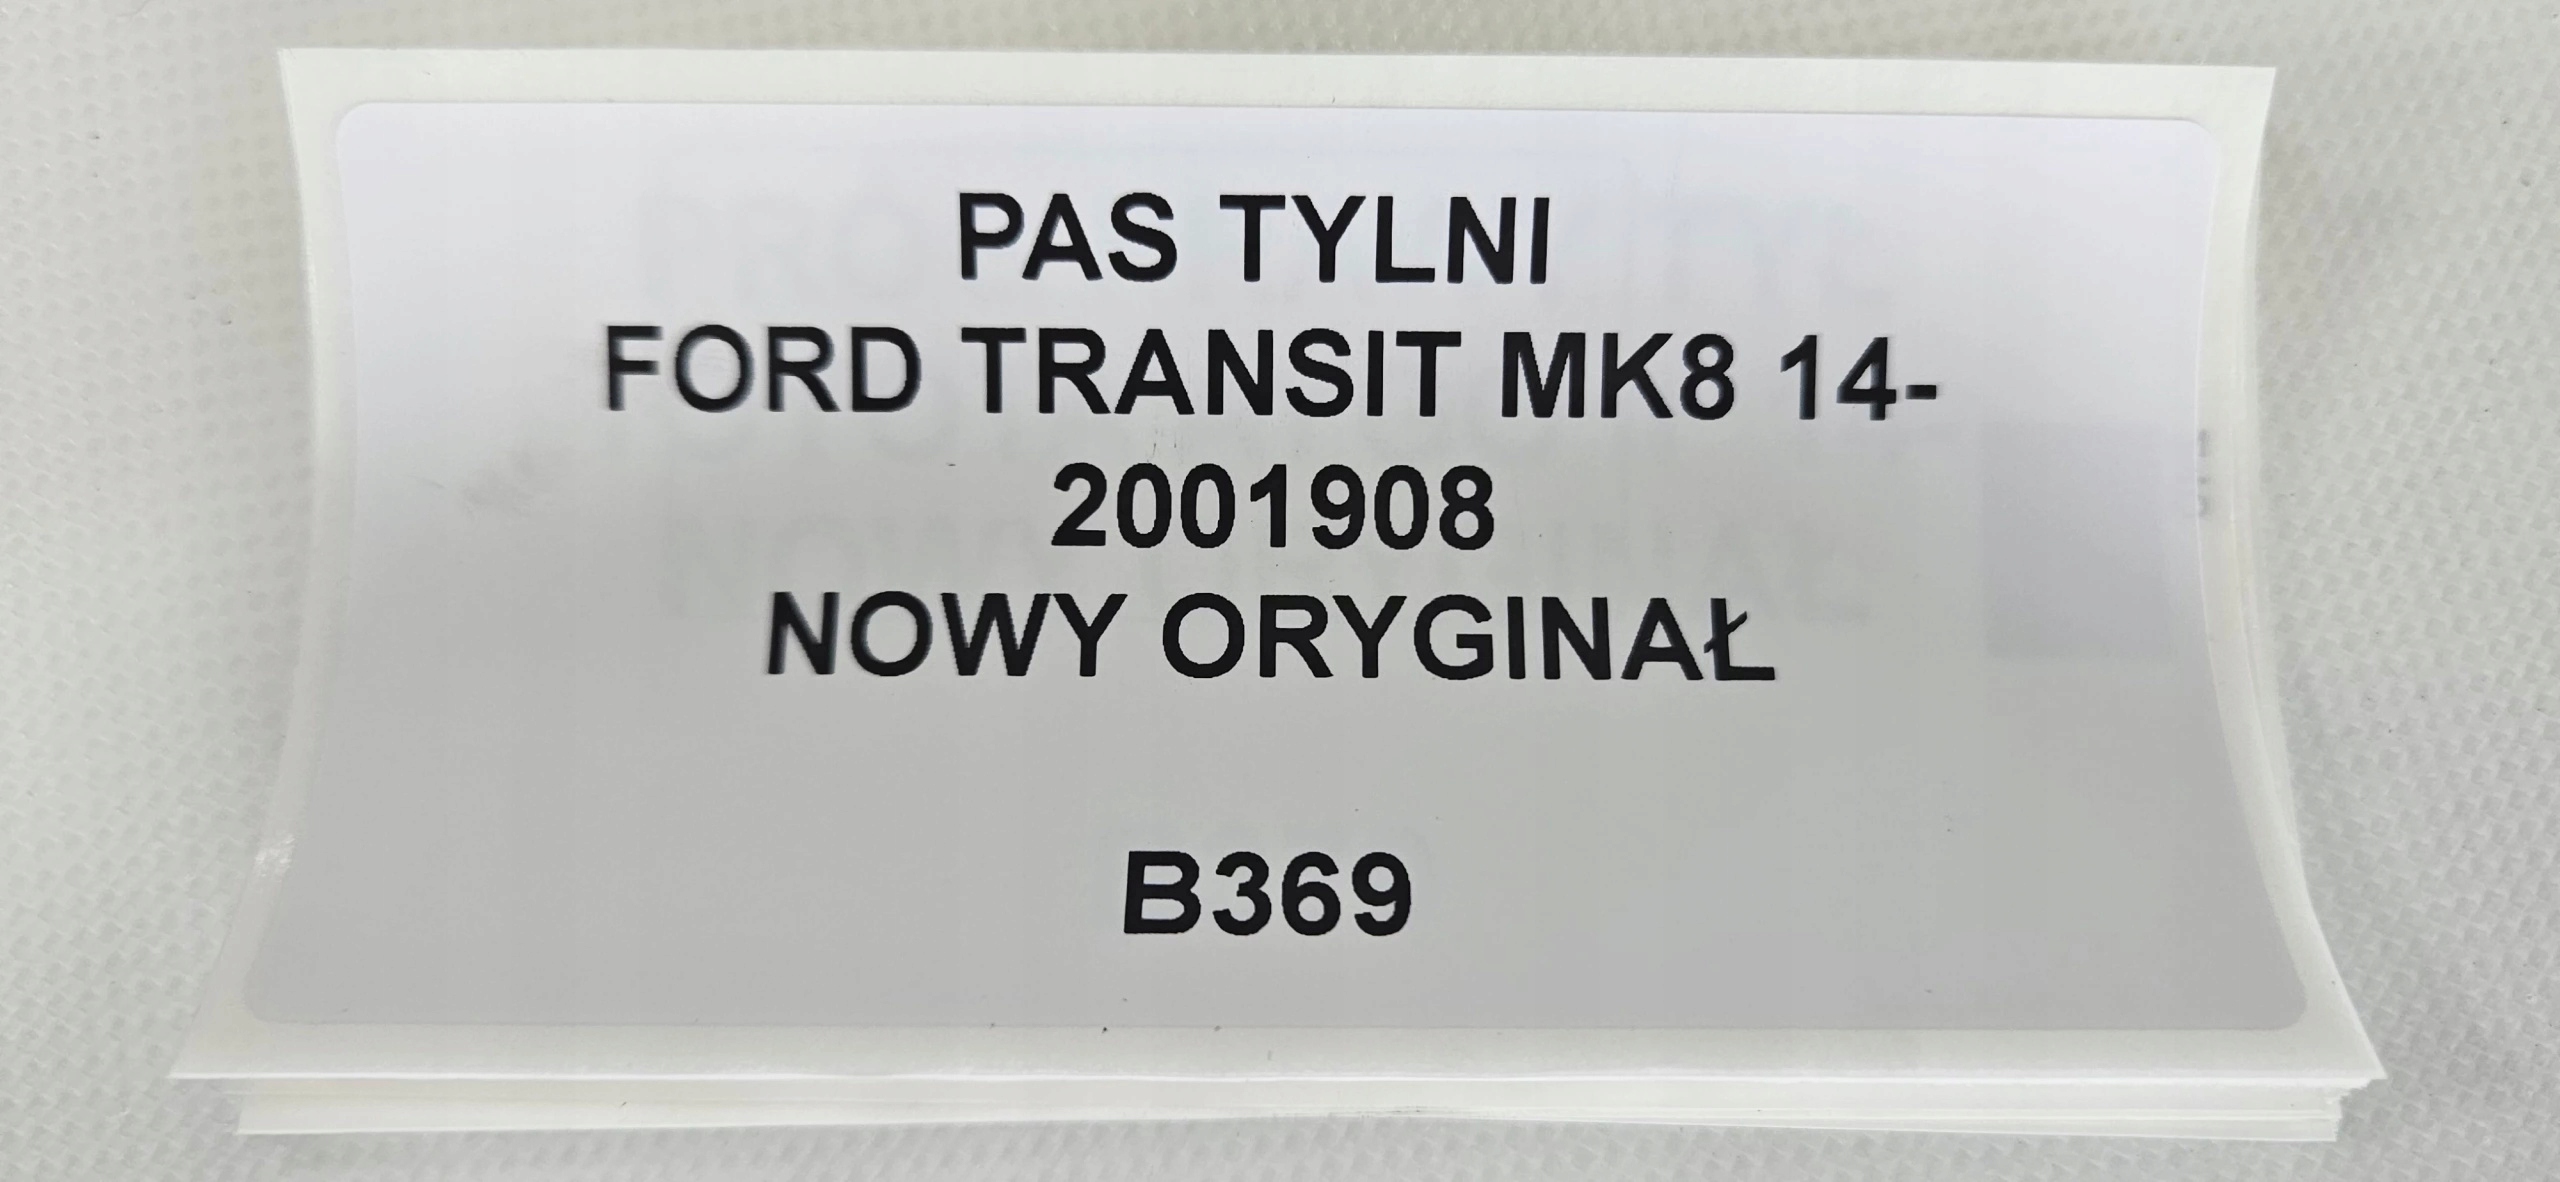 PAS TYLNI
FORD TRANSIT MK8 14-
2001908
NOWY ORYGINAŁ
B369